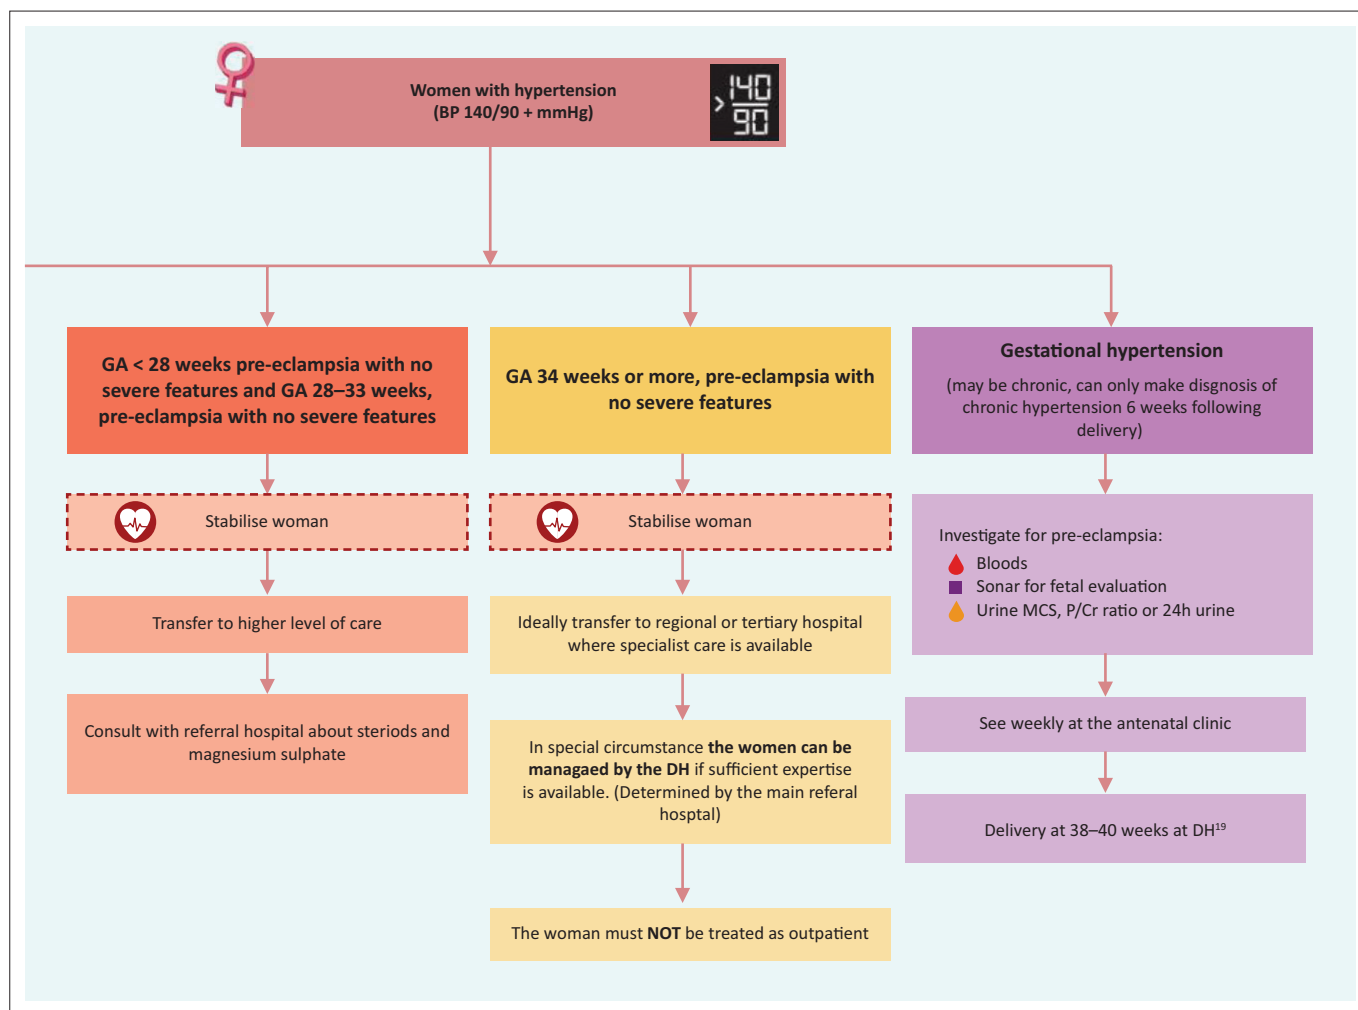 Women with hypertension
(BP 140/90 + mmHg)
>140
90
GA < 28 weeks pre-eclampsia with no
severe features and GA 28–33 weeks,
pre-eclampsia with no severe features
Stabilise woman
Transfer to higher level of care
Consult with referral hospital about steriods and
magnesium sulphate
GA 34 weeks or more, pre-eclampsia with
no severe features
Stabilise woman
Ideally transfer to regional or tertiary hospital
where specialist care is available
In special circumstance the women can be
managaed by the DH if sufficient expertise
is available. (Determined by the main referal
hosptal)
The woman must NOT be treated as outpatient
Gestational hypertension
(may be chronic, can only make disgnosis of
chronic hypertension 6 weeks following
delivery)
Investigate for pre-eclampsia:
Bloods
Sonar for fetal evaluation
Urine MCS, P/Cr ratio or 24h urine
See weekly at the antenatal clinic
Delivery at 38–40 weeks at DH19